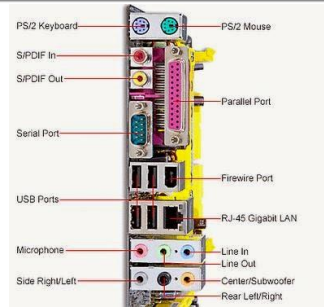 PS/2 Keyboard
PS/2 Mouse
S/PDIF In
S/PDIF Out
Parallel Port
Serial Port
Firewire Port
USB Ports
RJ-45 Gigabit LAN
Microphone
Line In
Line Out
Side Right/Left
Center/Subwoofer
Rear Left/Right